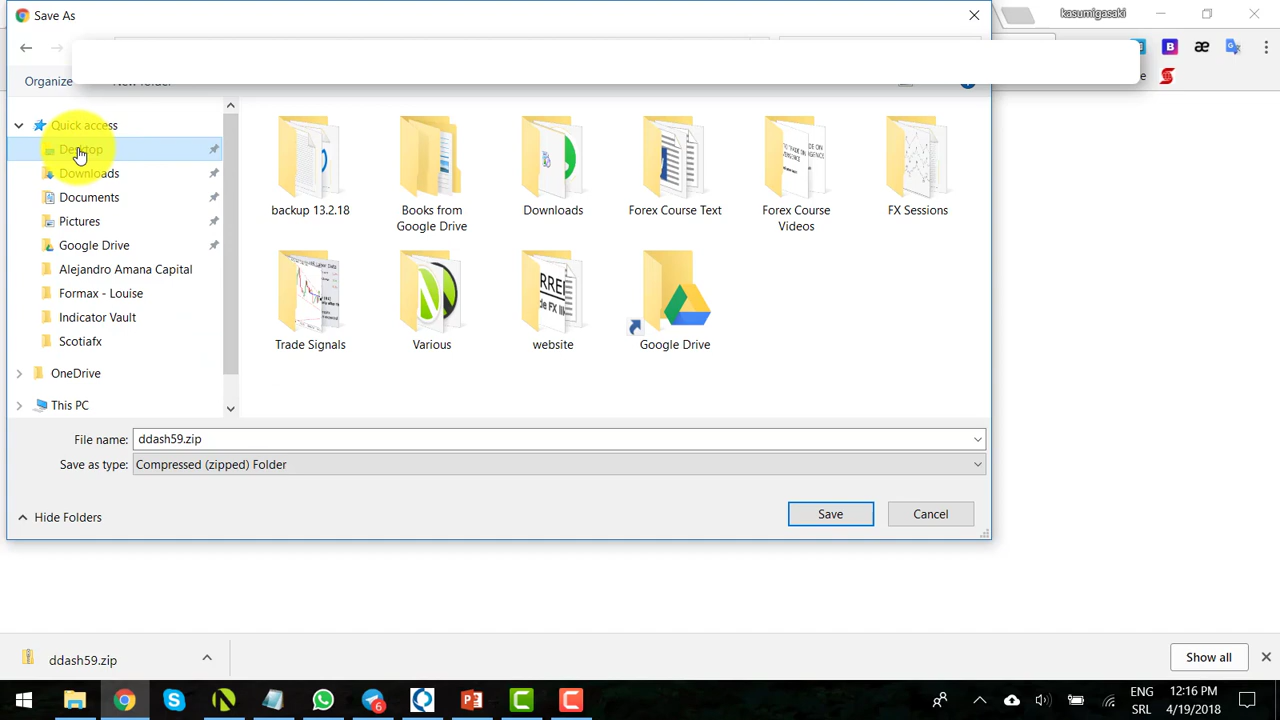 Save As
kasumigasaki
Organize
Quick access
Desktop
Downloads
Documents
Pictures
Google Drive
Alejandro Amana Capital
Formax - Louise
Indicator Vault
Scotiafx
OneDrive
This PC
backup 13.2.18
Books from
Google Drive
Downloads
Forex Course Text
Forex Course
Videos
FX Sessions
Trade Signals
Various
website
Google Drive
File name:
ddash59.zip
Save as type:
Compressed (zipped) Folder
Hide Folders
Save
Cancel
ddash59.zip
Show all
6
ENG
SRL
12:16 PM
4/19/2018